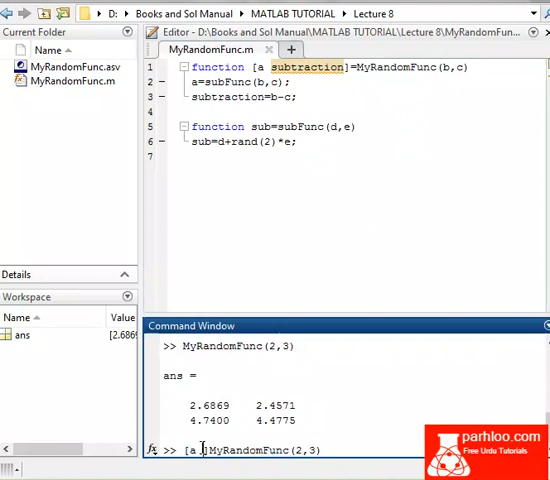 D: ▸ Books and Sol Manual ▸ MATLAB TUTORIAL ▸ Lecture 8
Current Folder
Name
MyRandomFunc.asv
MyRandomFunc.m
Details
Workspace
Name Value
ans [2.6869
Editor - D:\Books and Sol Manual\MATLAB TUTORIAL\Lecture 8\MyRandomFun...
MyRandomFunc.m
1 function [a subtraction]=MyRandomFunc(b,c)
2 – a=subFunc(b,c);
3 – subtraction=b-c;
4
5 function sub=subFunc(d,e)
6 – sub=d+rand(2)*e;
7
Command Window
>> MyRandomFunc(2,3)
ans =
2.6869 2.4571
4.7400 4.4775
fx >> [a ]MyRandomFunc(2,3)
parhloo.com
Free Urdu Tutorials